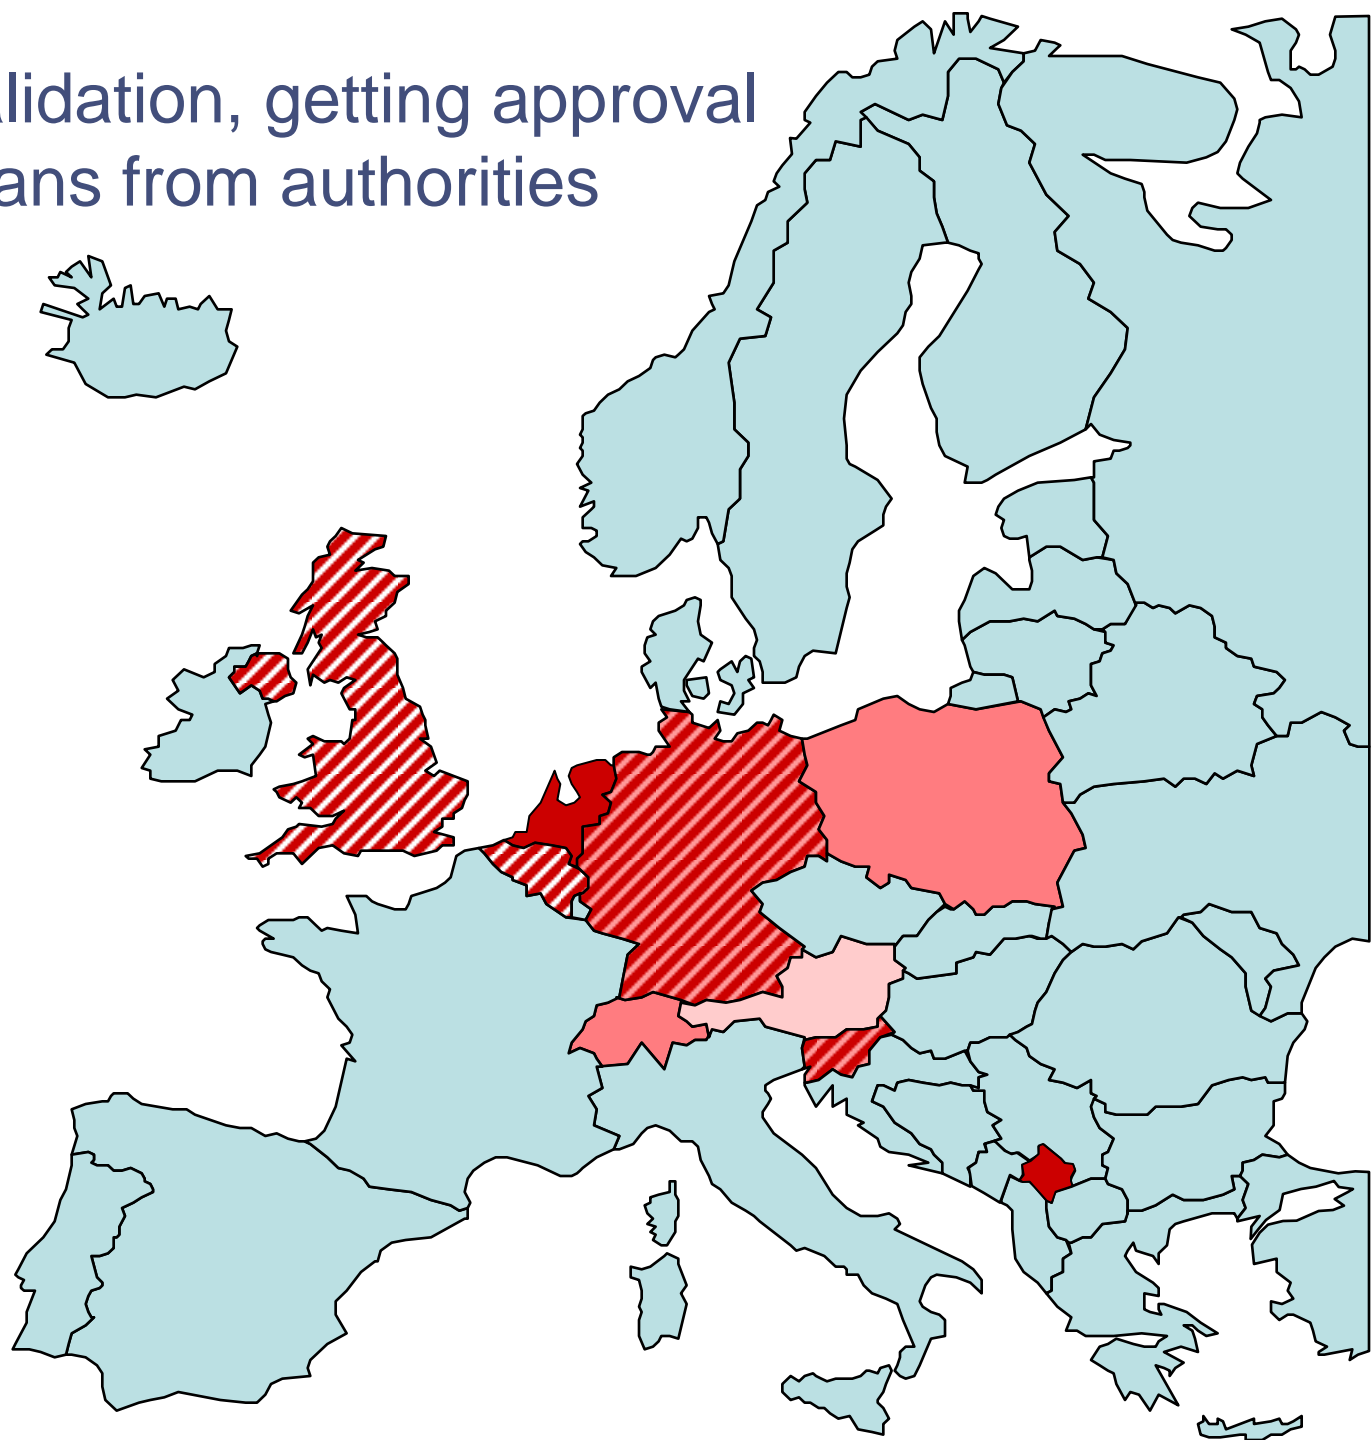 lidation, getting approval
ans from authorities